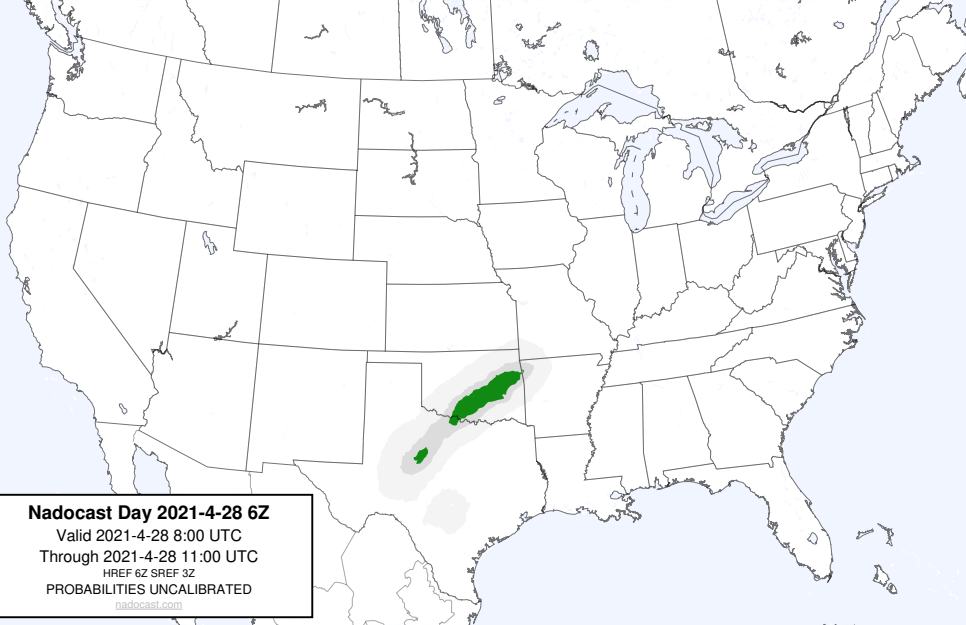 Nadocast Day 2021-4-28 6Z
Valid 2021-4-28 8:00 UTC
Through 2021-4-28 11:00 UTC
HREF 6Z SREF 3Z
PROBABILITIES UNCALIBRATED
nadocast.com